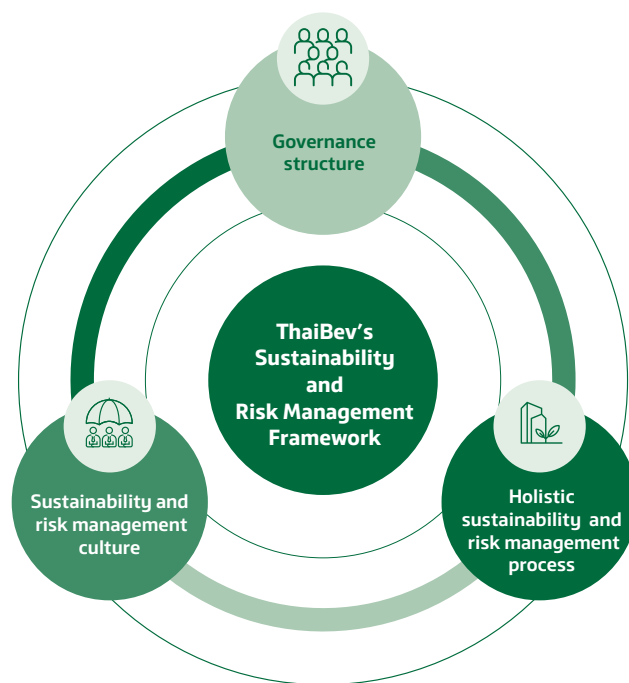 Governance
structure
ThaiBev's
Sustainability
and
Risk Management
Framework
Sustainability and
risk management
culture
Holistic
sustainability and
risk management
process